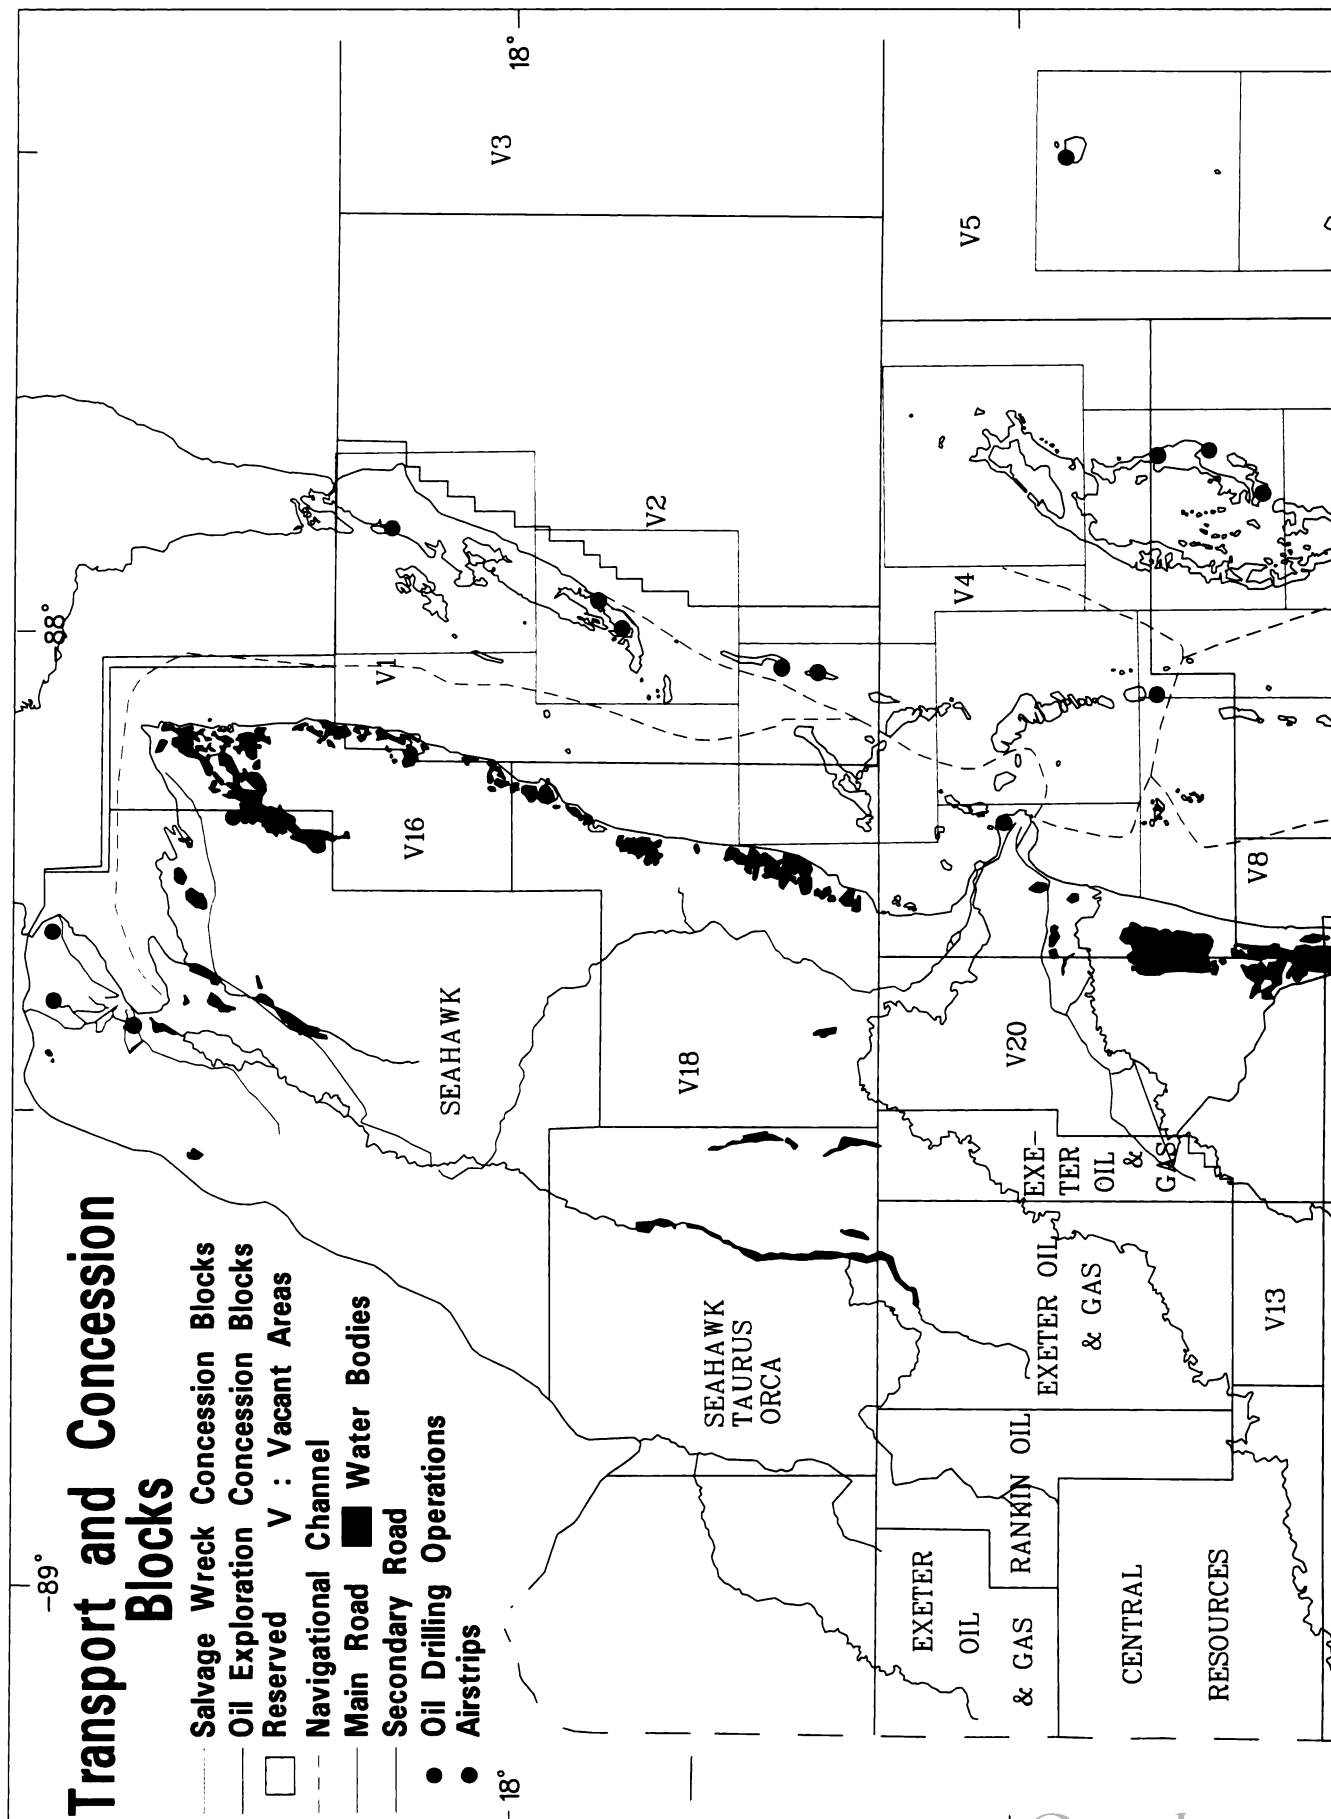 Transport and Concession
Blocks
Salvage Wreck Concession Blocks
Oil Exploration Concession Blocks
Reserved V : Vacant Areas
Navigational Channel
Main Road Water Bodies
Secondary Road
Oil Drilling Operations
Airstrips
-89°
-88°
18°
18°
V1
V2
V3
V4
V5
V8
V13
V16
V18
V20
SEAHAWK
SEAHAWK
TAURUS
ORCA
EXE-
TER
OIL
&
GAS
EXETER OIL
& GAS
RANKIN OIL
EXETER
OIL
& GAS
CENTRAL
RESOURCES